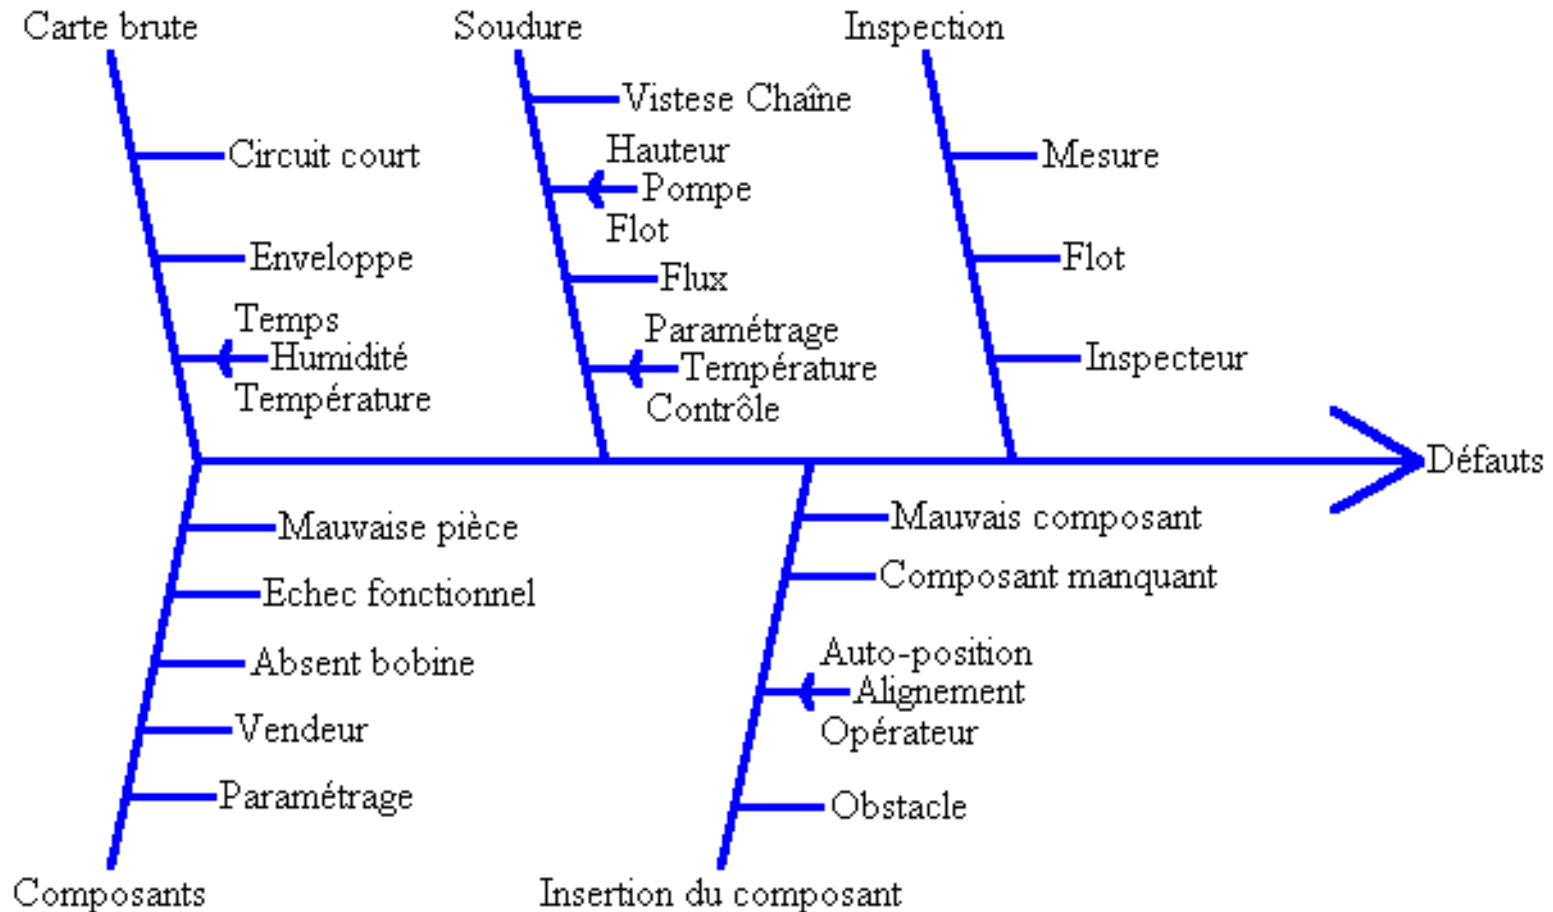 Carte brute
Soudure
Inspection
Vistese Chaîne
Circuit court
Hauteur
Pompe
Flot
Mesure
Enveloppe
Flux
Flot
Temps
Humidité
Température
Paramétrage
Température
Contrôle
Inspecteur
Défauts
Mauvaise pièce
Echec fonctionnel
Absent bobine
Vendeur
Paramétrage
Mauvais composant
Composant manquant
Auto-position
Alignement
Opérateur
Obstacle
Composants
Insertion du composant